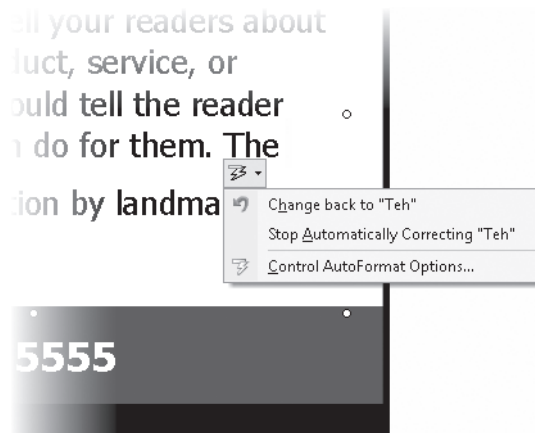 ell your readers about
duct, service, or
ould tell the reader
n do for them. The
tion by landma
Change back to "Teh"
Stop Automatically Correcting "Teh"
Control AutoFormat Options...
5555